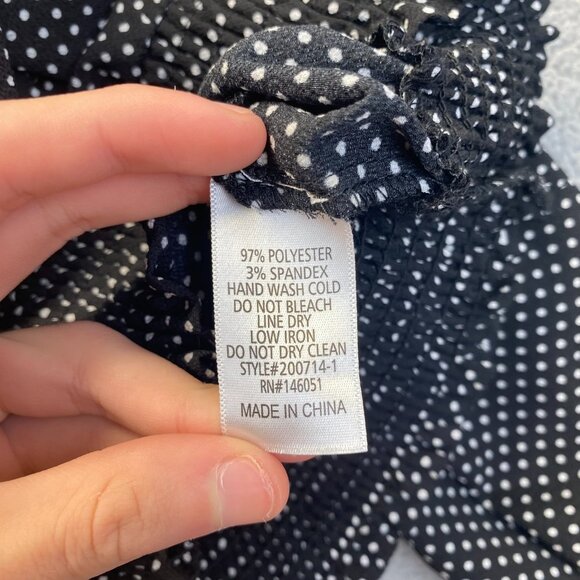 97% POLYESTER
3% SPANDEX
HAND WASH COLD
DO NOT BLEACH
LINE DRY
LOW IRON
DO NOT DRY CLEAN
STYLE#200714-1
RN#146051
MADE IN CHINA